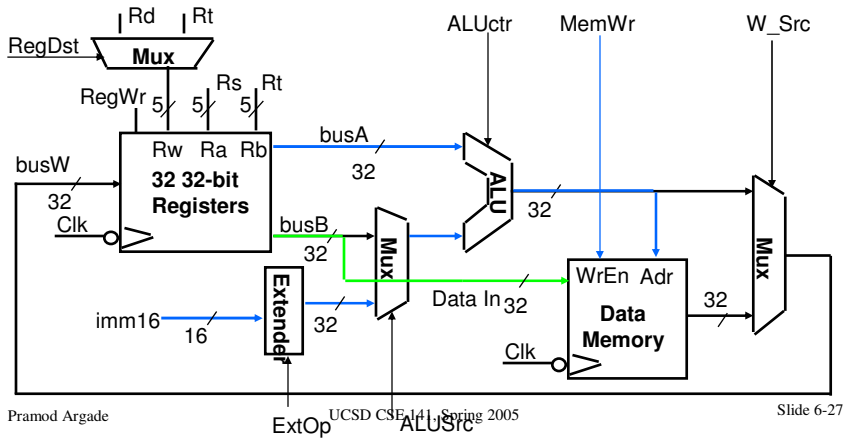 Rd Rt
ALUctr MemWr W_Src
RegDst
Mux
RegWr 5 5 Rs 5 Rt
busA
busW Rw Ra Rb 32
32 32 32-bit
Registers
ALU
32
Clk busB
32
Mux
WrEn Adr
Mux
Extender
Data In 32
32
imm16 16 32
Data
Memory
Clk
Pramod Argade UCSD CSE 141, Spring 2005 Slide 6-27
ExtOp ALUSrc